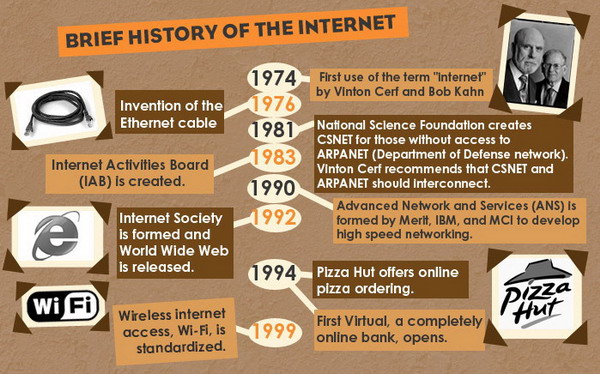 BRIEF HISTORY OF THE INTERNET
1974
First use of the term "internet"
by Vinton Cerf and Bob Kahn
1976
Invention of the
Ethernet cable
1981
National Science Foundation creates
CSNET for those without access to
ARPANET (Department of Defense network).
Vinton Cerf recommends that CSNET and
ARPANET should interconnect.
1983
Internet Activities Board
(IAB) is created.
1990
Advanced Network and Services (ANS) is
formed by Merit, IBM, and MCI to develop
high speed networking.
1992
Internet Society
is formed and
World Wide Web
is released.
1994
Pizza Hut offers online
pizza ordering.
Pizza
Hut
First Virtual, a completely
online bank, opens.
Wi Fi
1999
Wireless internet
access, Wi-Fi, is
standardized.